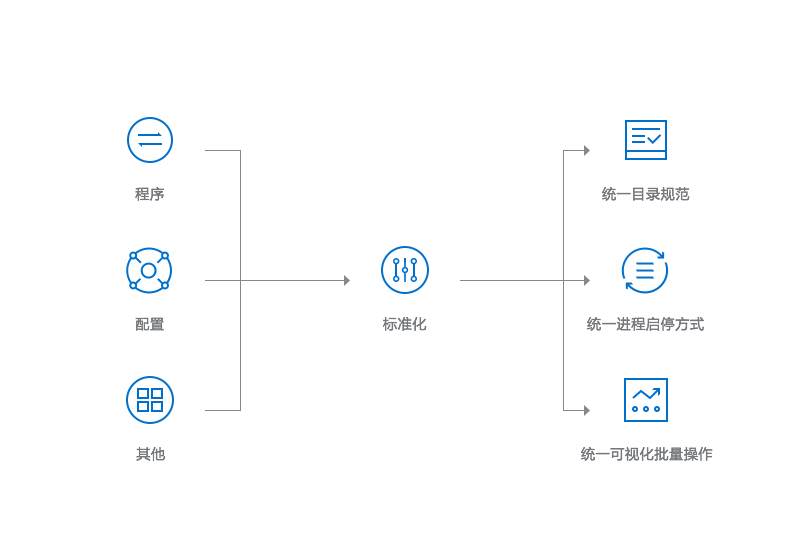 程序
统一目录规范
配置
标准化
统一进程启停方式
其他
统一可视化批量操作